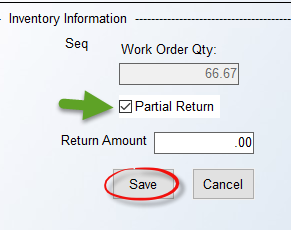 Inventory Information
Seq
Work Order Qty:
66.67
Partial Return
Return Amount .00
Save Cancel